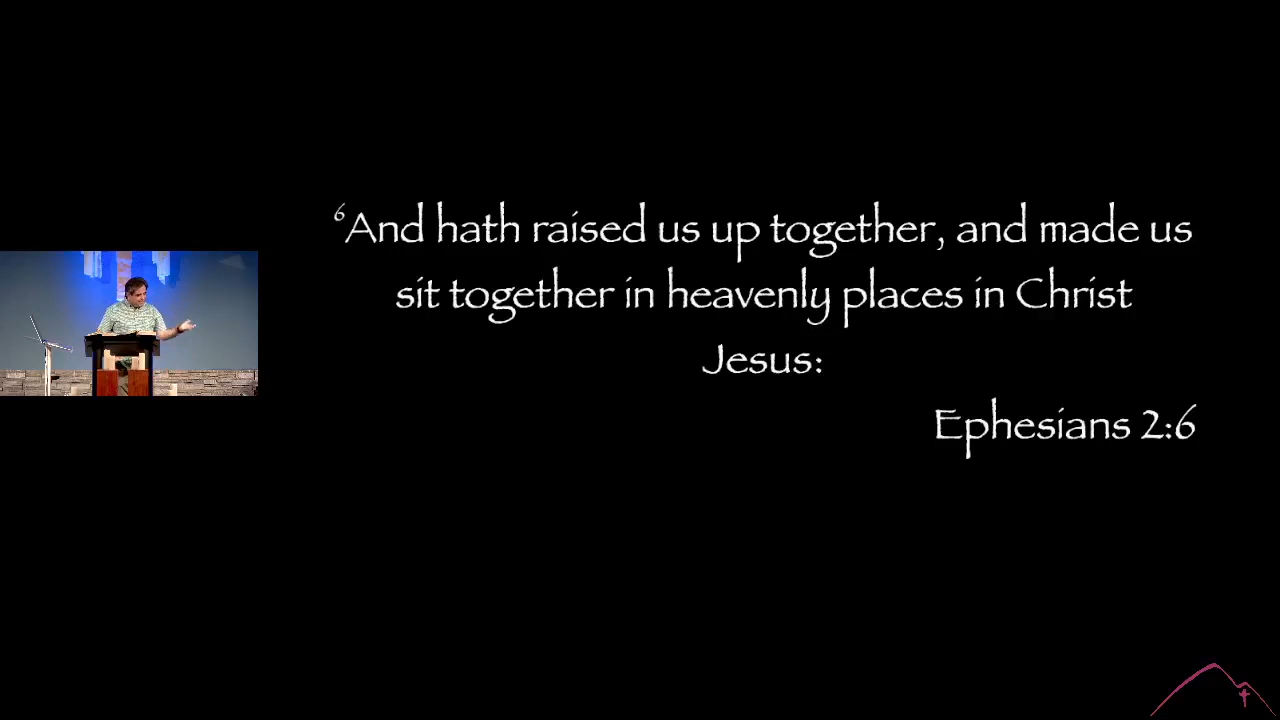 ⁶And hath raised us up together, and made us
sit together in heavenly places in Christ
Jesus:
Ephesians 2:6